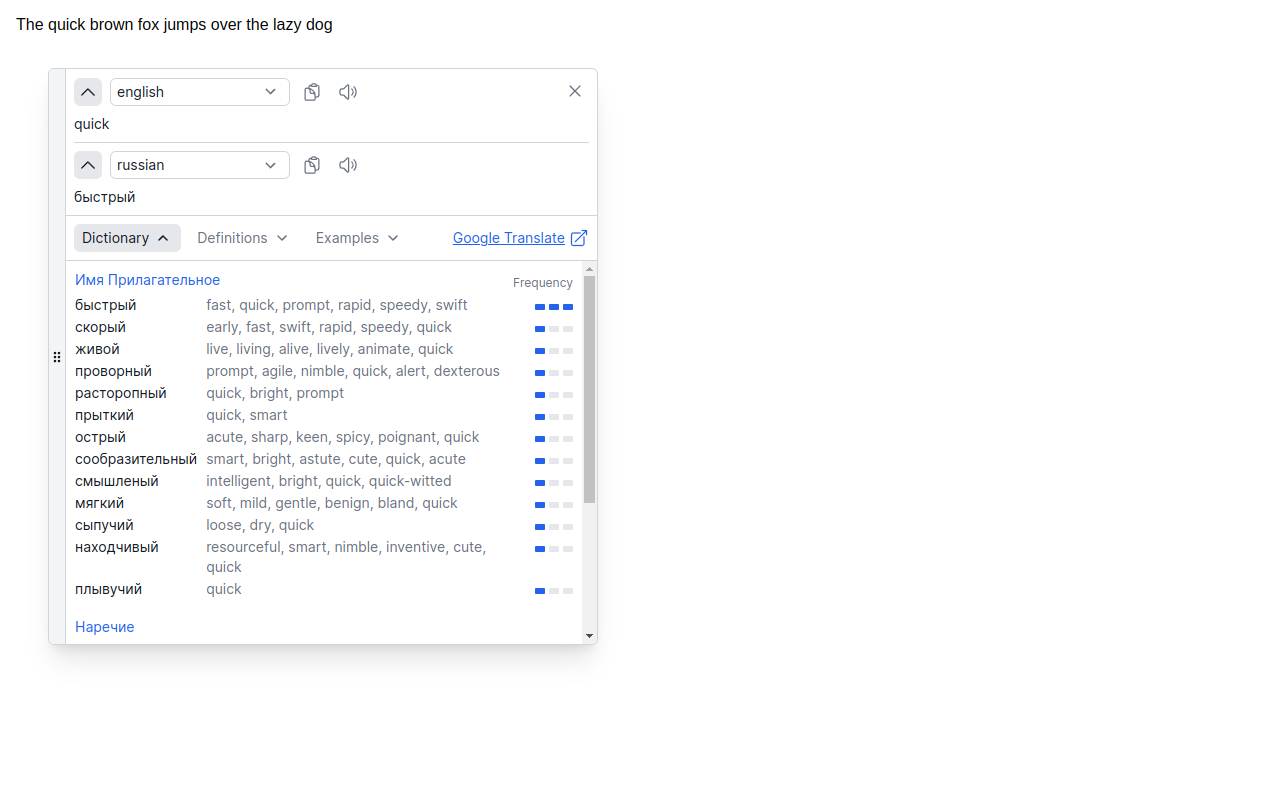 The quick brown fox jumps over the lazy dog
english
quick
russian
быстрый
Dictionary Definitions Examples Google Translate
Имя Прилагательное Frequency
быстрый fast, quick, prompt, rapid, speedy, swift
скорый early, fast, swift, rapid, speedy, quick
живой live, living, alive, lively, animate, quick
проворный prompt, agile, nimble, quick, alert, dexterous
расторопный quick, bright, prompt
прыткий quick, smart
острый acute, sharp, keen, spicy, poignant, quick
сообразительный smart, bright, astute, cute, quick, acute
смышленый intelligent, bright, quick, quick-witted
мягкий soft, mild, gentle, benign, bland, quick
сыпучий loose, dry, quick
находчивый resourceful, smart, nimble, inventive, cute,
quick
плывучий quick
Наречие